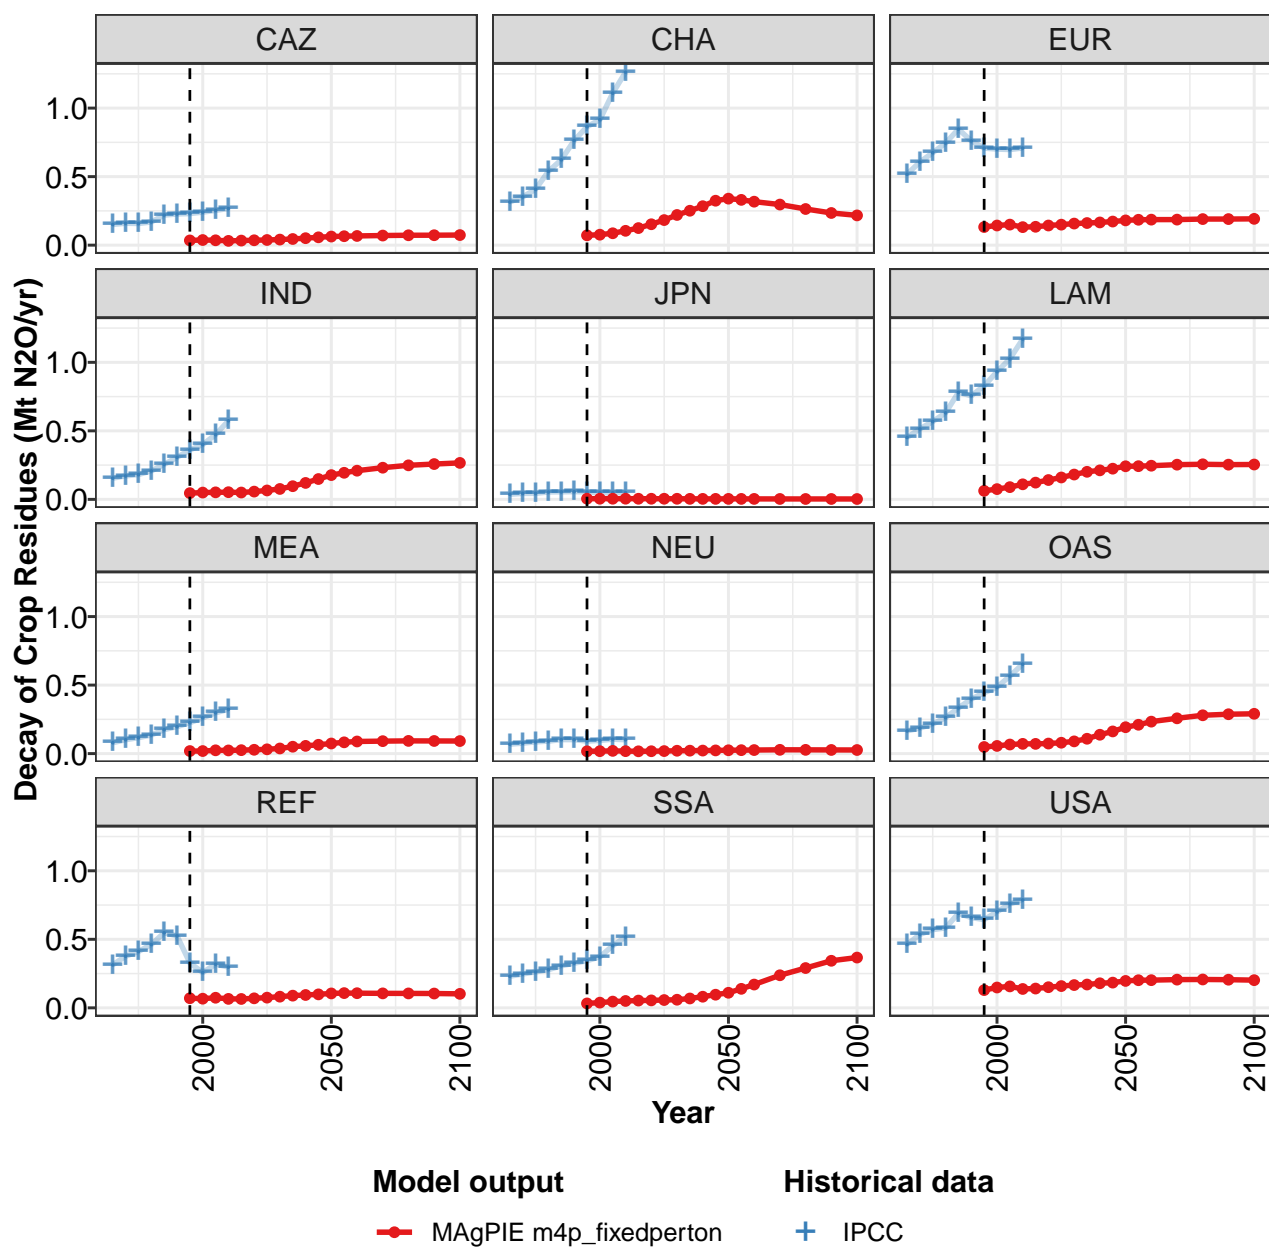 CAZ CHA EUR
1.0
0.5
0.0
IND JPN LAM
1.0
0.5
0.0
MEA NEU OAS
1.0
0.5
0.0
REF SSA USA
1.0
0.5
0.0
Decay of Crop Residues (Mt N2O/yr)
2000 2050 2100 2000 2050 2100 2000 2050 2100
Year
Model output Historical data
MAgPIE m4p_fixedperton IPCC